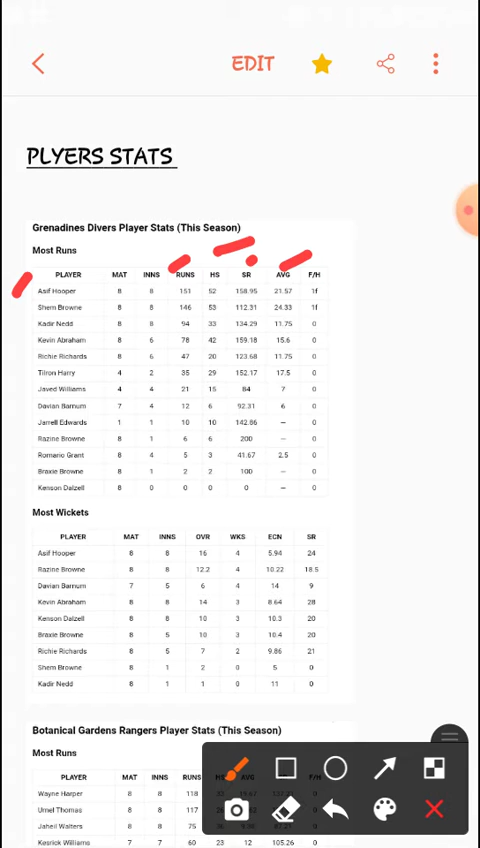 EDIT
PLYERS STATS
Grenadines Divers Player Stats (This Season)
Most Runs
PLAYER MAT INNS RUNS HS SR AVG F/H
Asif Hooper 8 8 151 52 158.95 21.57 1f
Shem Browne 8 8 146 53 112.31 24.33 1f
Kadir Nedd 8 8 94 33 134.29 11.75 0
Kevin Abraham 8 6 78 42 159.18 15.6 0
Richie Richards 8 6 47 20 123.68 11.75 0
Tilron Harry 4 2 35 29 152.17 17.5 0
Javed Williams 4 4 21 15 84 7 0
Davian Barnum 7 4 12 6 92.31 6 0
Jarrell Edwards 1 1 10 10 142.86 — 0
Razine Browne 8 1 6 6 200 — 0
Romario Grant 8 4 5 3 41.67 2.5 0
Braxie Browne 8 1 2 2 100 — 0
Kenson Dalzell 8 0 0 0 0 — 0
Most Wickets
PLAYER MAT INNS OVR WKS ECN SR
Asif Hooper 8 8 16 4 5.94 24
Razine Browne 8 8 12.2 4 10.22 18.5
Davian Barnum 7 5 6 4 14 9
Kevin Abraham 8 8 14 3 8.64 28
Kenson Dalzell 8 8 10 3 10.3 20
Braxie Browne 8 5 10 3 10.4 20
Richie Richards 8 5 7 2 9.86 21
Shem Browne 8 1 2 0 5 0
Kadir Nedd 8 1 1 0 11 0
Botanical Gardens Rangers Player Stats (This Season)
Most Runs
PLAYER MAT INNS RUNS HS AVG F/H
Wayne Harper 8 8 118
Umel Thomas 8 8 117
Jaheil Walters 8 8 75
Kesrick Williams 7 7 60 23 12 105.26 0